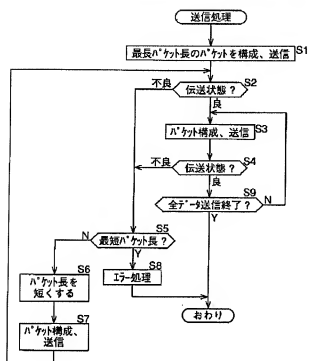 送信処理
最長パケット長のパケットを構成、送信
S1
S2
伝送状態?
不良
良
S3
パケット構成、送信
S4
不良
伝送状態?
良
S9
全データ送信終了?
N
Y
S5
N
最短パケット長?
Y
S6
S8
パケット長を
短くする
エラー処理
S7
パケット構成、
送信
おわり